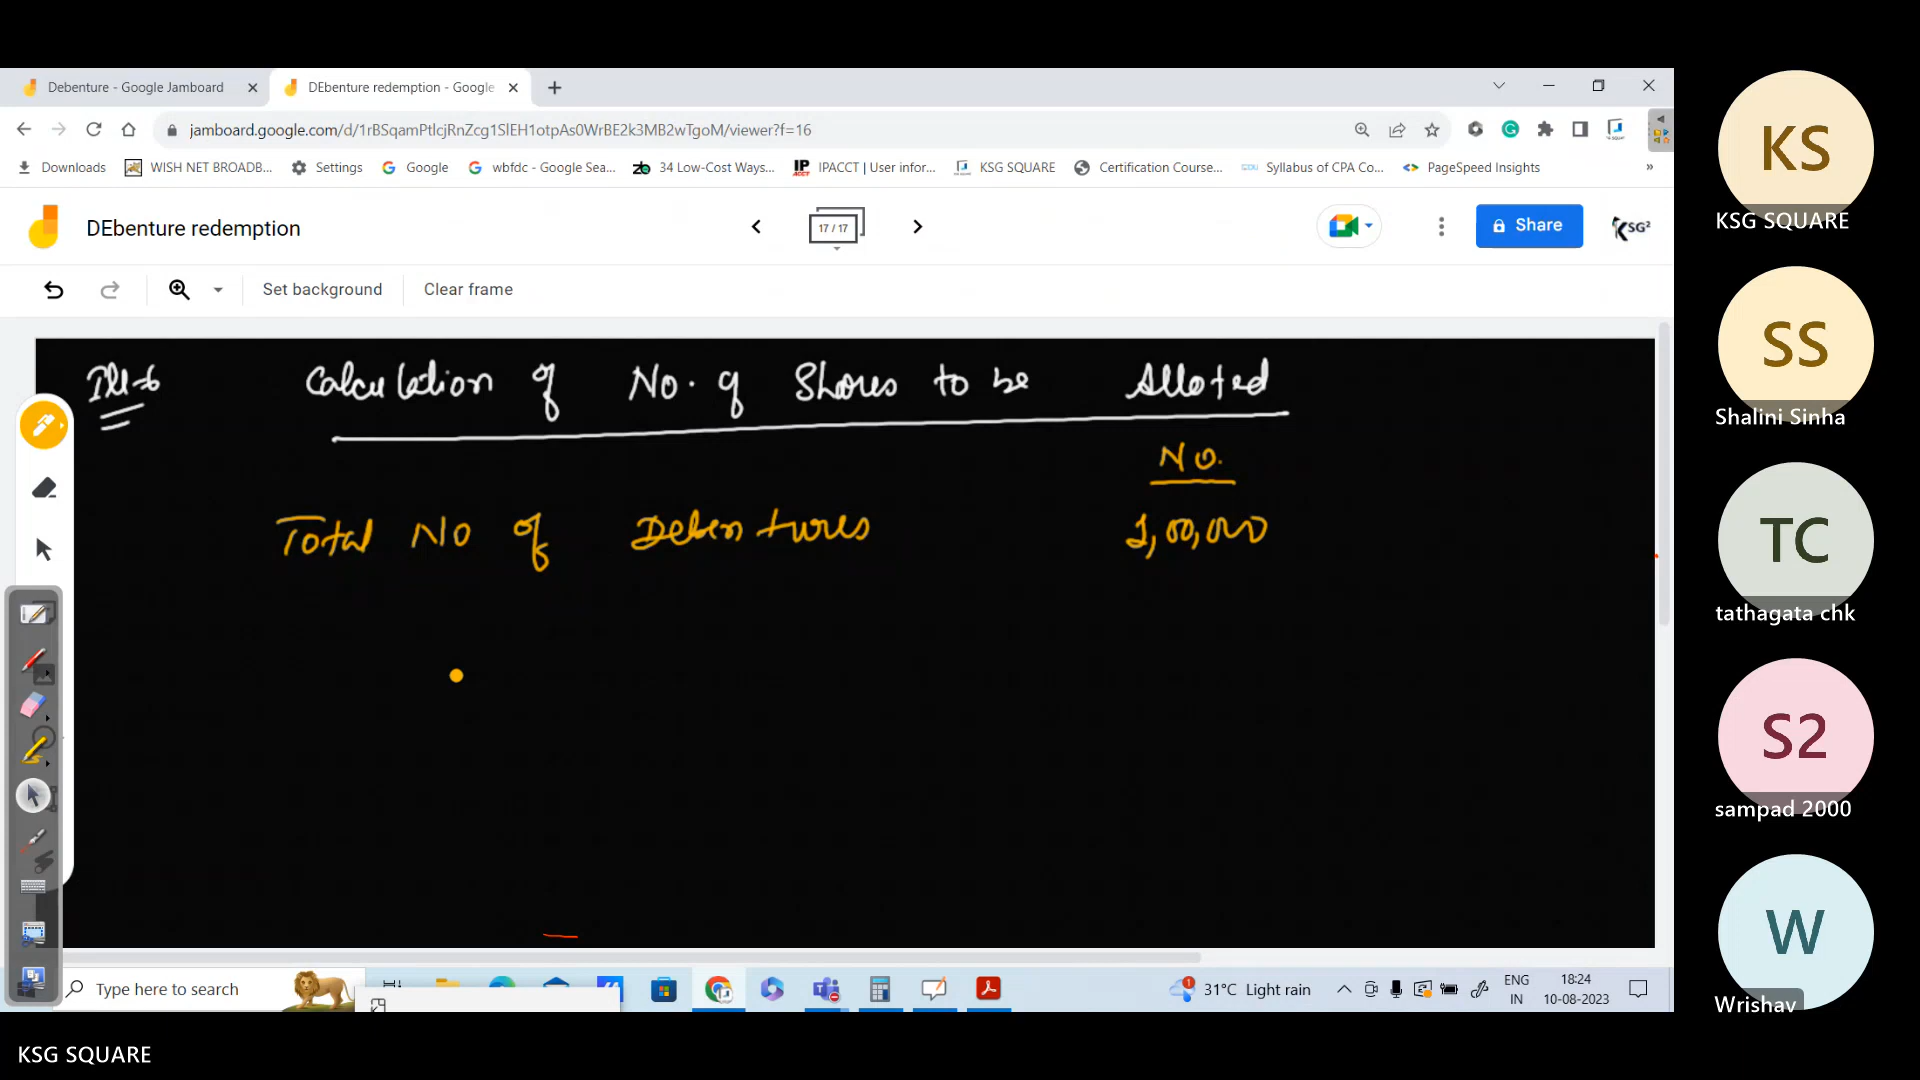 Debenture - Google Jamboard
DEbenture redemption - Google
jamboard.google.com/d/1rBSqamPtlcjRnZcg1SlEH1otpAs0WrBE2k3MB2wTgoM/viewer?f=16
Downloads WISH NET BROADB... Settings Google wbfdc - Google Sea... 34 Low-Cost Ways... IPACCT | User infor... KSG SQUARE Certification Course... Syllabus of CPA Co... PageSpeed Insights »
DEbenture redemption
17 / 17
Share
KSG²
Set background
Clear frame
Ill-6 Calculation of No. of Shares to be Alloted
No.
Total No of Debentures 1,00,000
Type here to search
31°C Light rain
ENG
IN
18:24
10-08-2023
KS
KSG SQUARE
SS
Shalini Sinha
TC
tathagata chk
S2
sampad 2000
W
Wrishav
KSG SQUARE